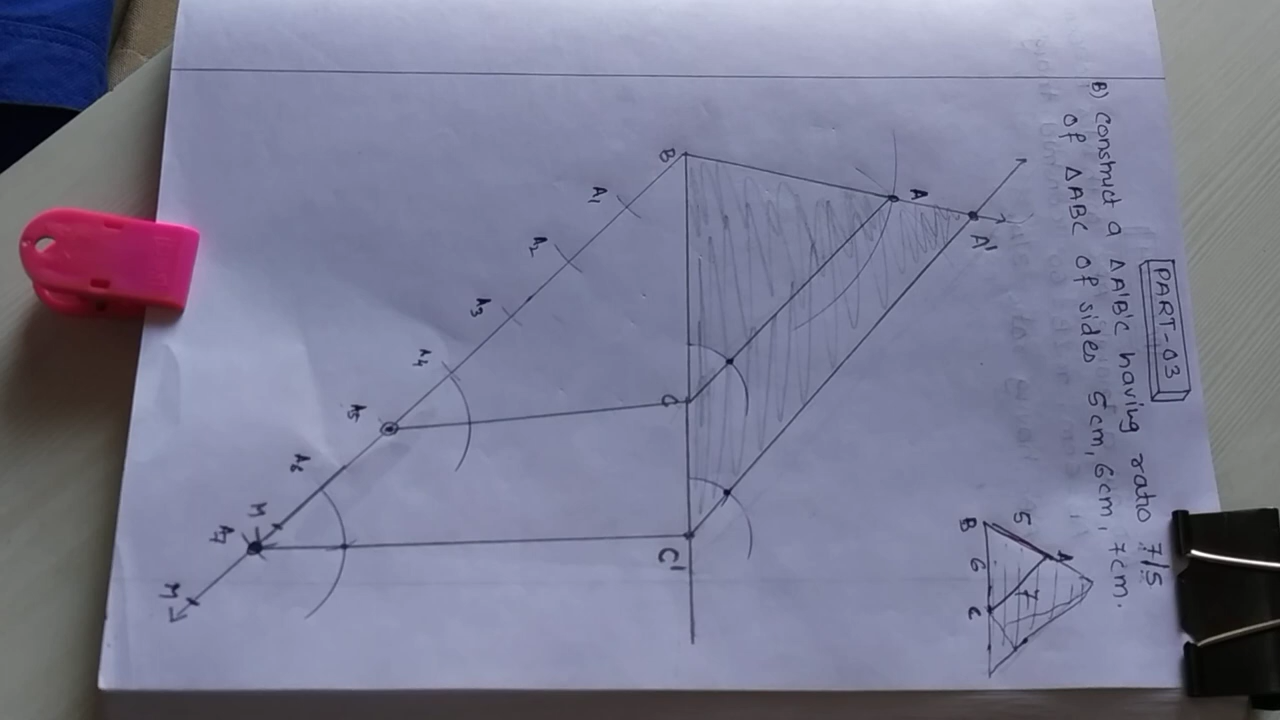 PART-03
B) construct a ΔA'B'C having ratio 7/5
of ΔABC of sides 5cm, 6cm, 7cm.
A
5
7
B
6
C
A'
A
B
C
C'
A1
A2
A3
A4
A5
A6
A7
M
M